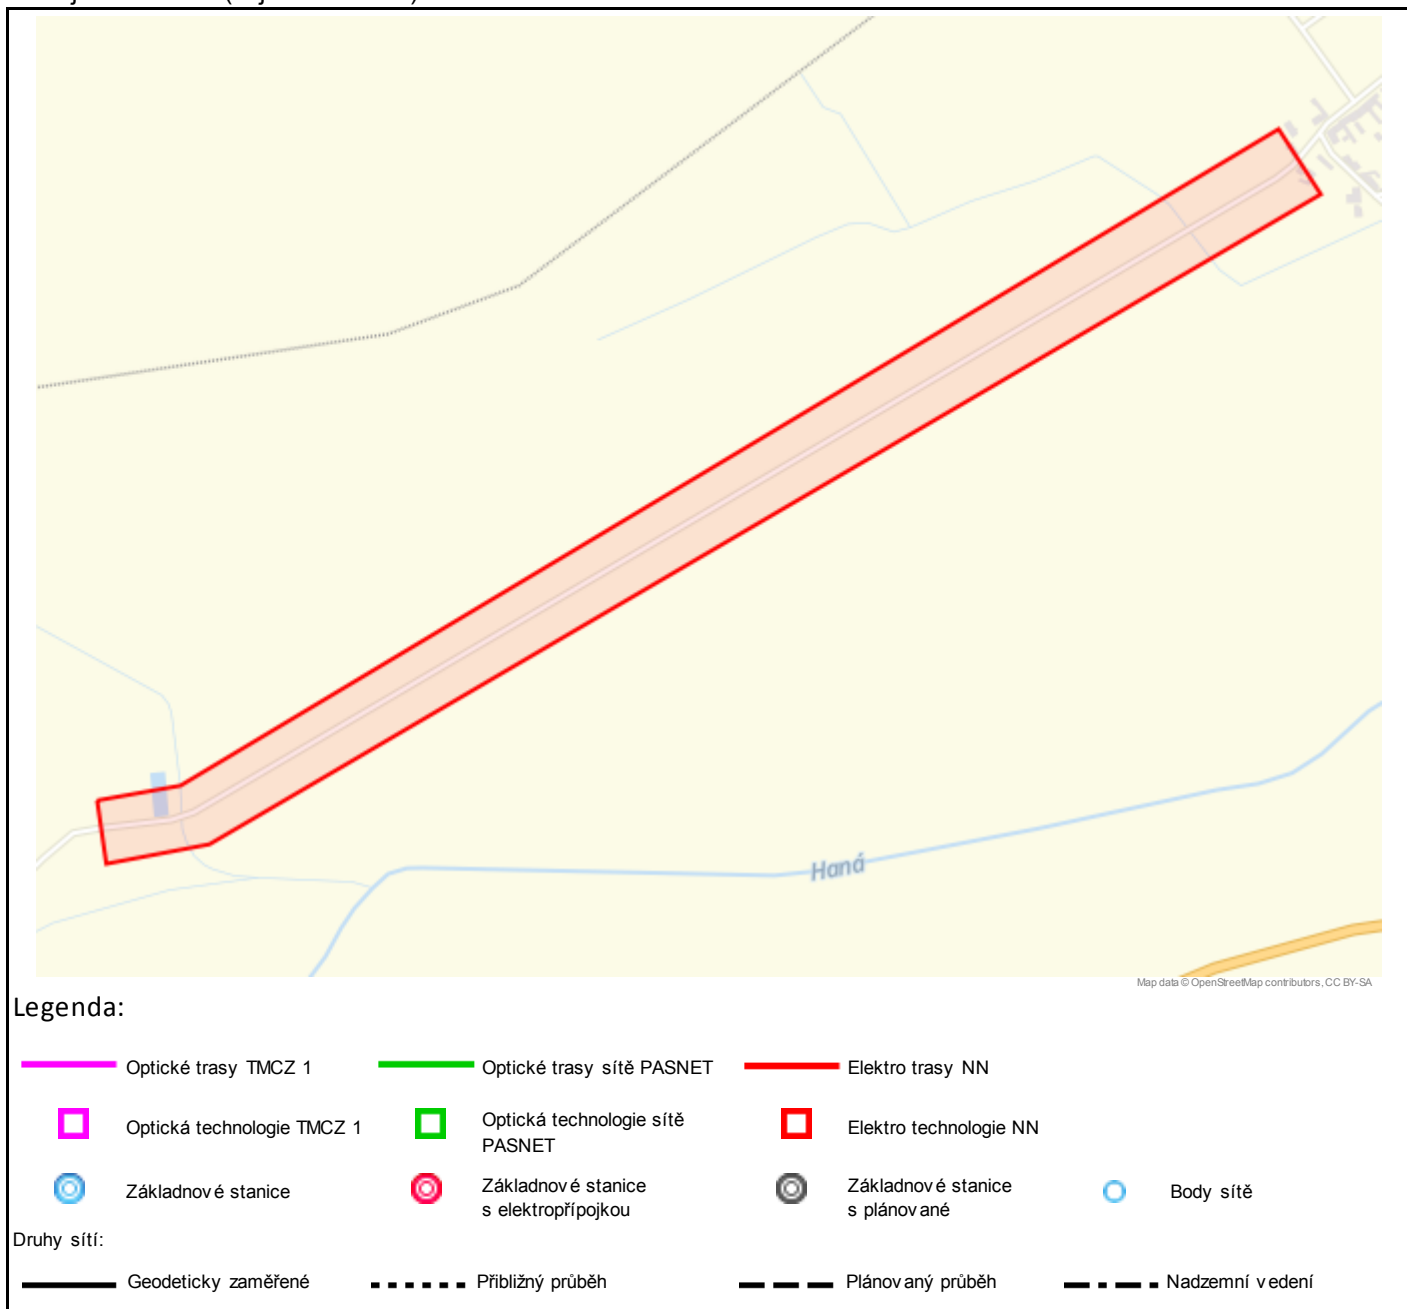 Haná
Map data © OpenStreetMap contributors, CC BY-SA
Legenda:
Optické trasy TMCZ 1
Optické trasy sítě PASNET
Elektro trasy NN
Optická technologie TMCZ 1
Optická technologie sítě
PASNET
Elektro technologie NN
Základnové stanice
Základnové stanice
s elektropřípojkou
Základnové stanice
s plánované
Body sítě
Druhy sítí:
Geodeticky zaměřené
Přibližný průběh
Plánovaný průběh
Nadzemní vedení